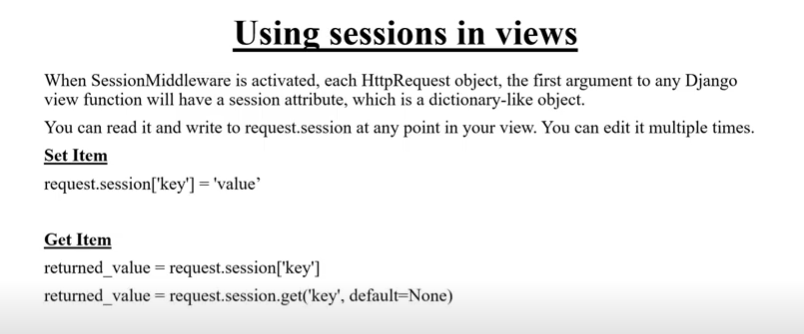 Using sessions in views
When SessionMiddleware is activated, each HttpRequest object, the first argument to any Django
view function will have a session attribute, which is a dictionary-like object.
You can read it and write to request.session at any point in your view. You can edit it multiple times.
Set Item
request.session['key'] = 'value’
Get Item
returned_value = request.session['key']
returned_value = request.session.get('key', default=None)